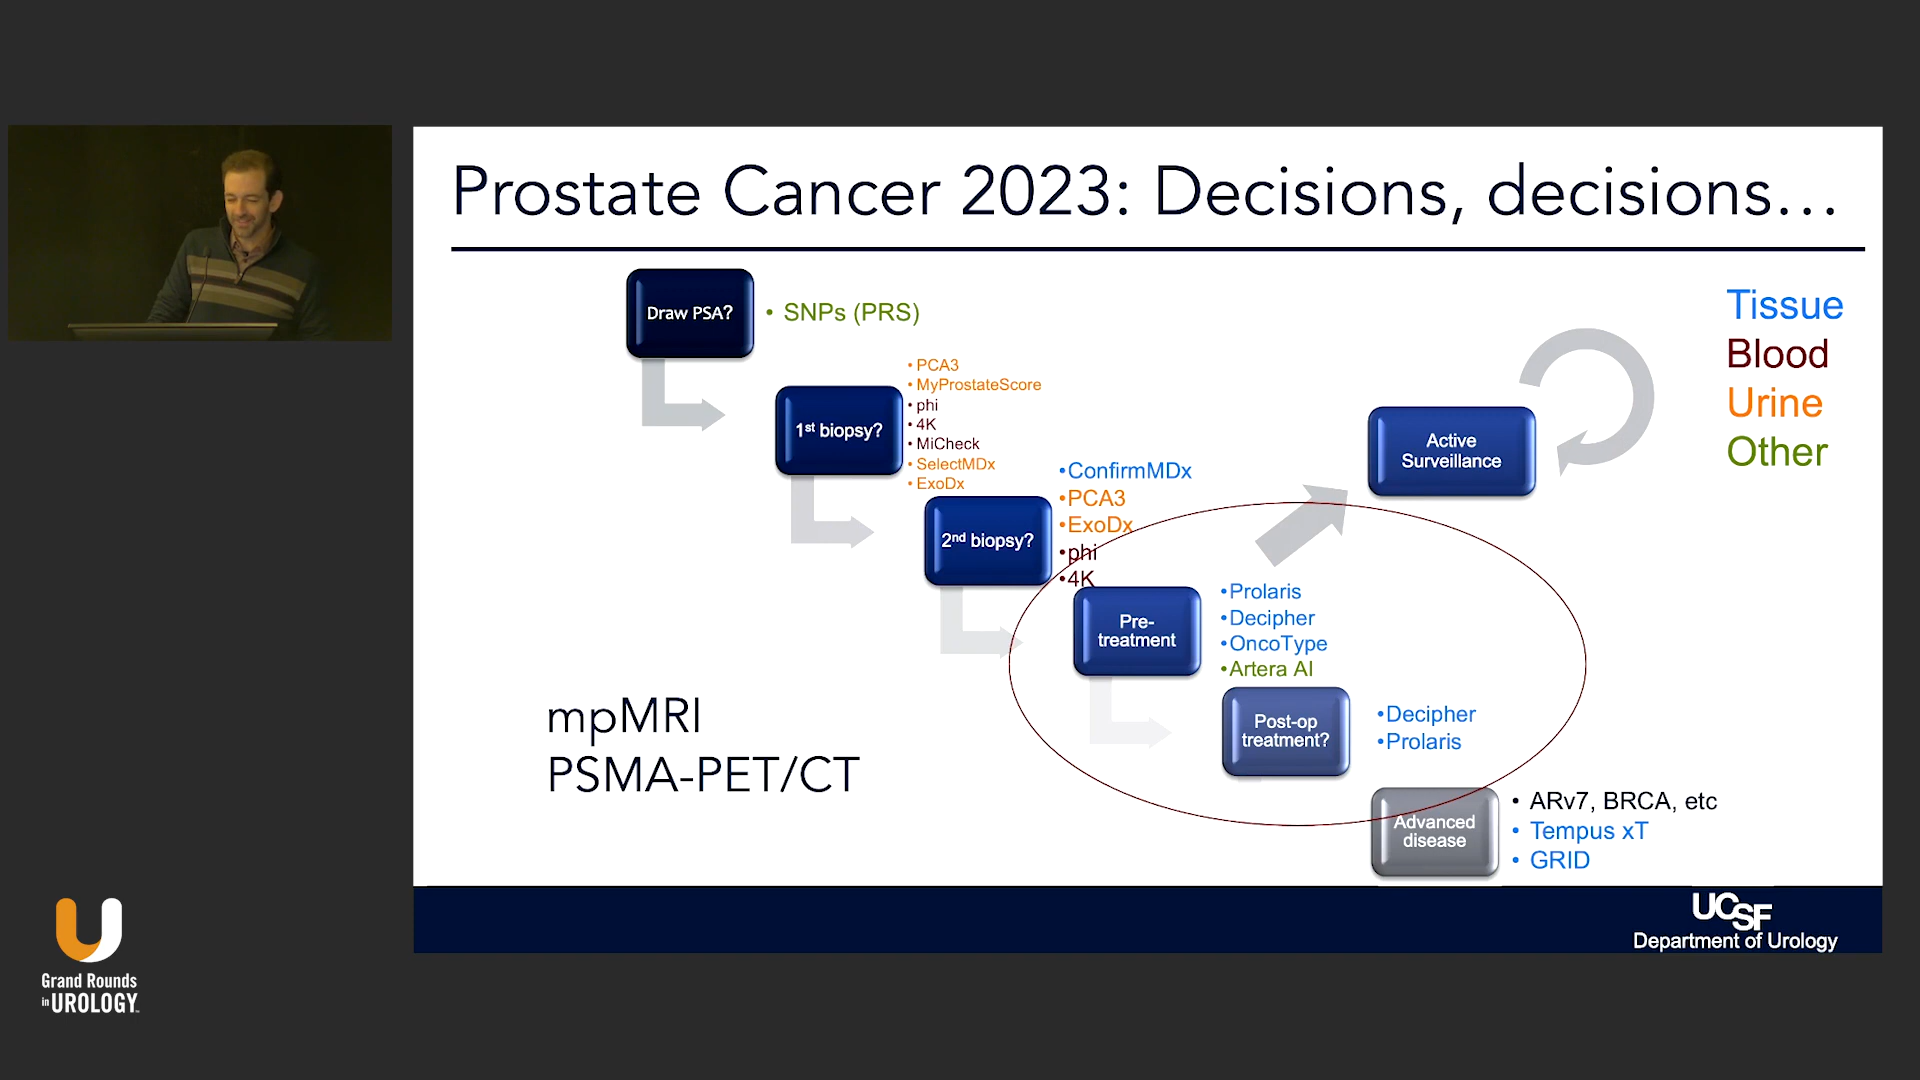 Prostate Cancer 2023: Decisions, decisions…
Draw PSA?
• SNPs (PRS)
1st biopsy?
• PCA3
• MyProstateScore
• phi
• 4K
• MiCheck
• SelectMDx
• ExoDx
2nd biopsy?
•ConfirmMDx
•PCA3
•ExoDx
•phi
•4K
Pre-
treatment
•Prolaris
•Decipher
•OncoType
•Artera AI
Post-op
treatment?
•Decipher
•Prolaris
Advanced
disease
• ARv7, BRCA, etc
• Tempus xT
• GRID
Active
Surveillance
Tissue
Blood
Urine
Other
mpMRI
PSMA-PET/CT
UCSF
Department of Urology
Grand Rounds
in UROLOGY